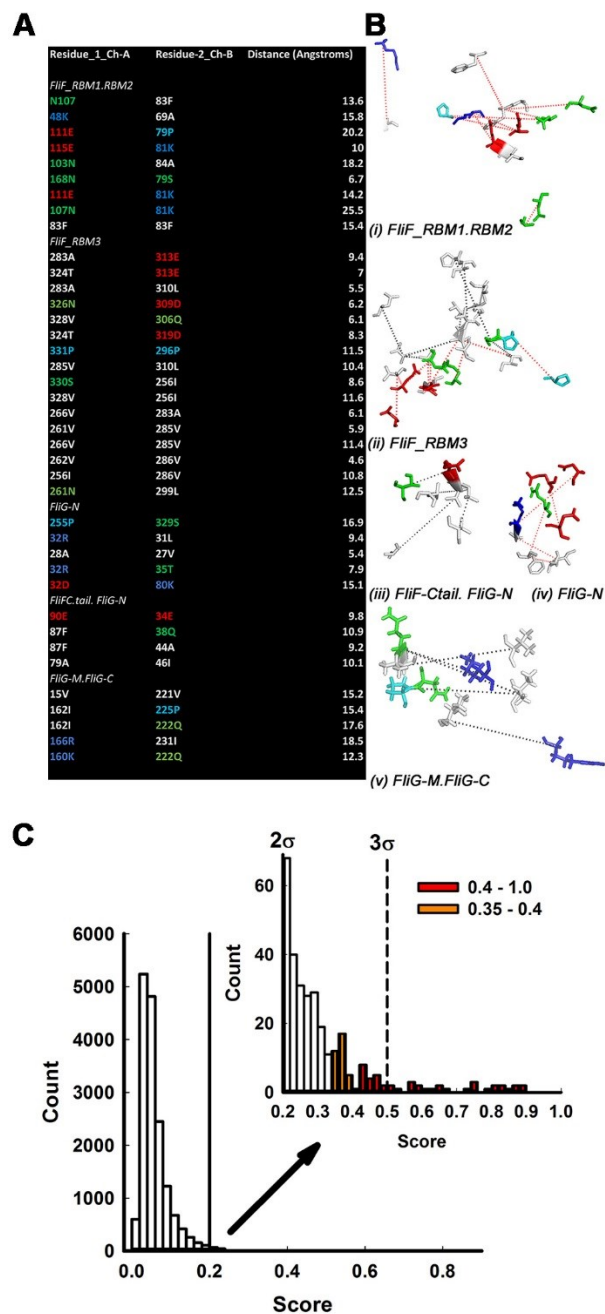 A
B
Residue_1_Ch-A Residue-2_Ch-B Distance (Angstroms)
FliF_RBM1.RBM2
N107 83F 13.6
48K 69A 15.8
111E 79P 20.2
115E 81K 10
103N 84A 18.2
168N 79S 6.7
111E 81K 14.2
107N 81K 25.5
83F 83F 15.4
FliF_RBM3
283A 313E 9.4
324T 313E 7
283A 310L 5.5
326N 309D 6.2
328V 306Q 6.1
324T 319D 8.3
331P 296P 11.5
285V 310L 10.4
330S 256I 8.6
328V 256I 11.6
266V 283A 6.1
261V 285V 5.9
266V 285V 11.4
262V 286V 4.6
256I 286V 10.8
261N 299L 12.5
FliG-N
255P 329S 16.9
32R 31L 9.4
28A 27V 5.4
32R 35T 7.9
32D 80K 15.1
FliFC.tail. FliG-N
90E 34E 9.8
87F 38Q 10.9
87F 44A 9.2
79A 46I 10.1
FliG-M.FliG-C
15V 221V 15.2
162I 225P 15.4
162I 222Q 17.6
166R 231I 18.5
160K 222Q 12.3
(i) FliF_RBM1.RBM2
(ii) FliF_RBM3
(iii) FliF-Ctail. FliG-N (iv) FliG-N
(v) FliG-M.FliG-C
C
2σ 3σ
0.4 - 1.0
0.35 - 0.4
60
40
20
0
Count
0.2 0.3 0.4 0.5 0.6 0.7 0.8 0.9 1.0
Score
6000
5000
4000
3000
2000
1000
0
Count
0.0 0.2 0.4 0.6 0.8
Score